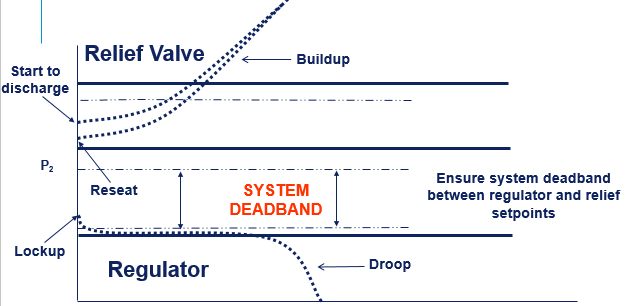 Relief Valve
Buildup
Start to
discharge
P2
Reseat
SYSTEM
DEADBAND
Ensure system deadband
between regulator and relief
setpoints
Lockup
Regulator
Droop